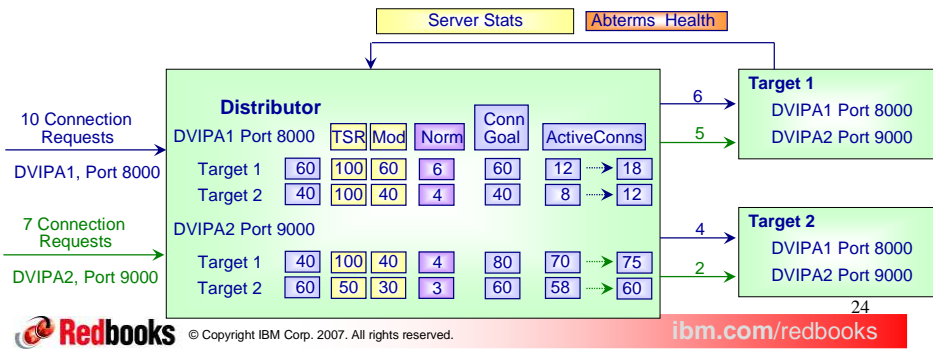 Server Stats
Abterms Health
10 Connection
Requests
DVIPA1, Port 8000
7 Connection
Requests
DVIPA2, Port 9000
Distributor
DVIPA1 Port 8000 TSR Mod Norm Conn Goal ActiveConns
Target 1 60 100 60 6 60 12 18
Target 2 40 100 40 4 40 8 12
DVIPA2 Port 9000
Target 1 40 100 40 4 80 70 75
Target 2 60 50 30 3 60 58 60
6
5
4
2
Target 1
DVIPA1 Port 8000
DVIPA2 Port 9000
Target 2
DVIPA1 Port 8000
DVIPA2 Port 9000
24
Redbooks © Copyright IBM Corp. 2007. All rights reserved. ibm.com/redbooks